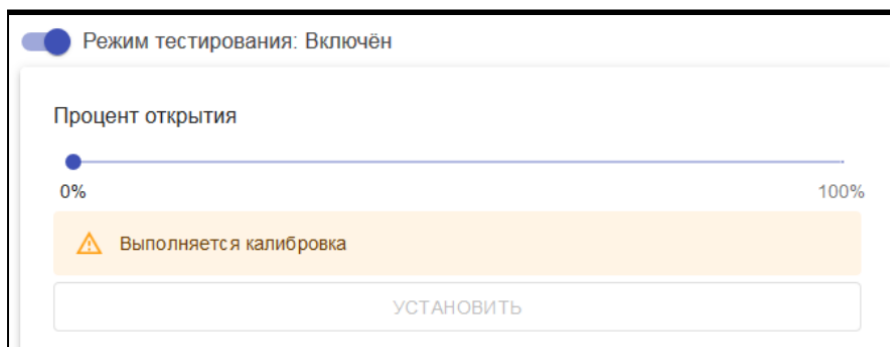 Режим тестирования: Включён
Процент открытия
0% 100%
Выполняется калибровка
УСТАНОВИТЬ